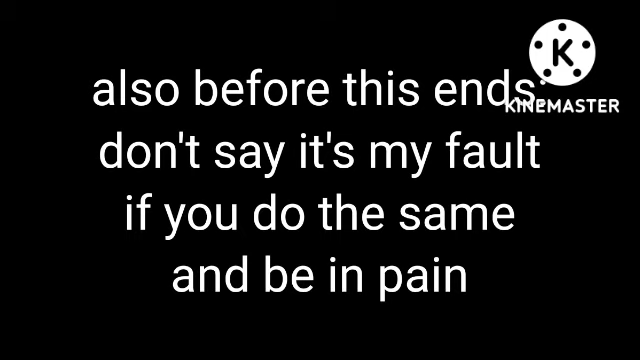 also before this ends:
don't say it's my fault
if you do the same
and be in pain
K
KINEMASTER